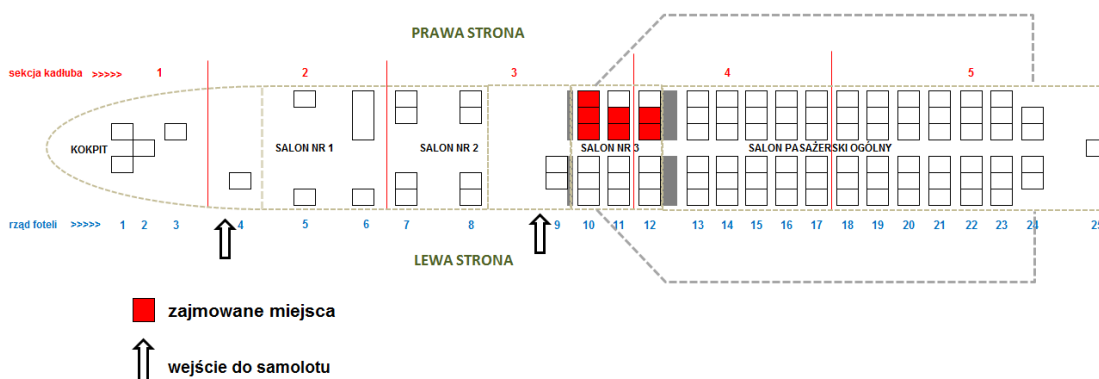 PRAWA STRONA
sekcja kadłuba >>>>> 1 2 3 4 5
KOKPIT SALON NR 1 SALON NR 2 SALON NR 3 SALON PASAŻERSKI OGÓLNY
rząd foteli >>>>> 1 2 3 4 5 6 7 8 9 10 11 12 13 14 15 16 17 18 19 20 21 22 23 24 25
LEWA STRONA
zajmowane miejsca
wejście do samolotu